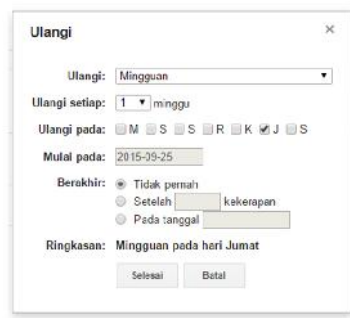 Ulangi ×
Ulangi: Mingguan
Ulangi setiap: 1 minggu
Ulangi pada: M S S R K J S
Mulai pada: 2015-09-25
Berakhir: Tidak pernah
Setelah kekerapan
Pada tanggal
Ringkasan: Mingguan pada hari Jumat
Selesai Batal